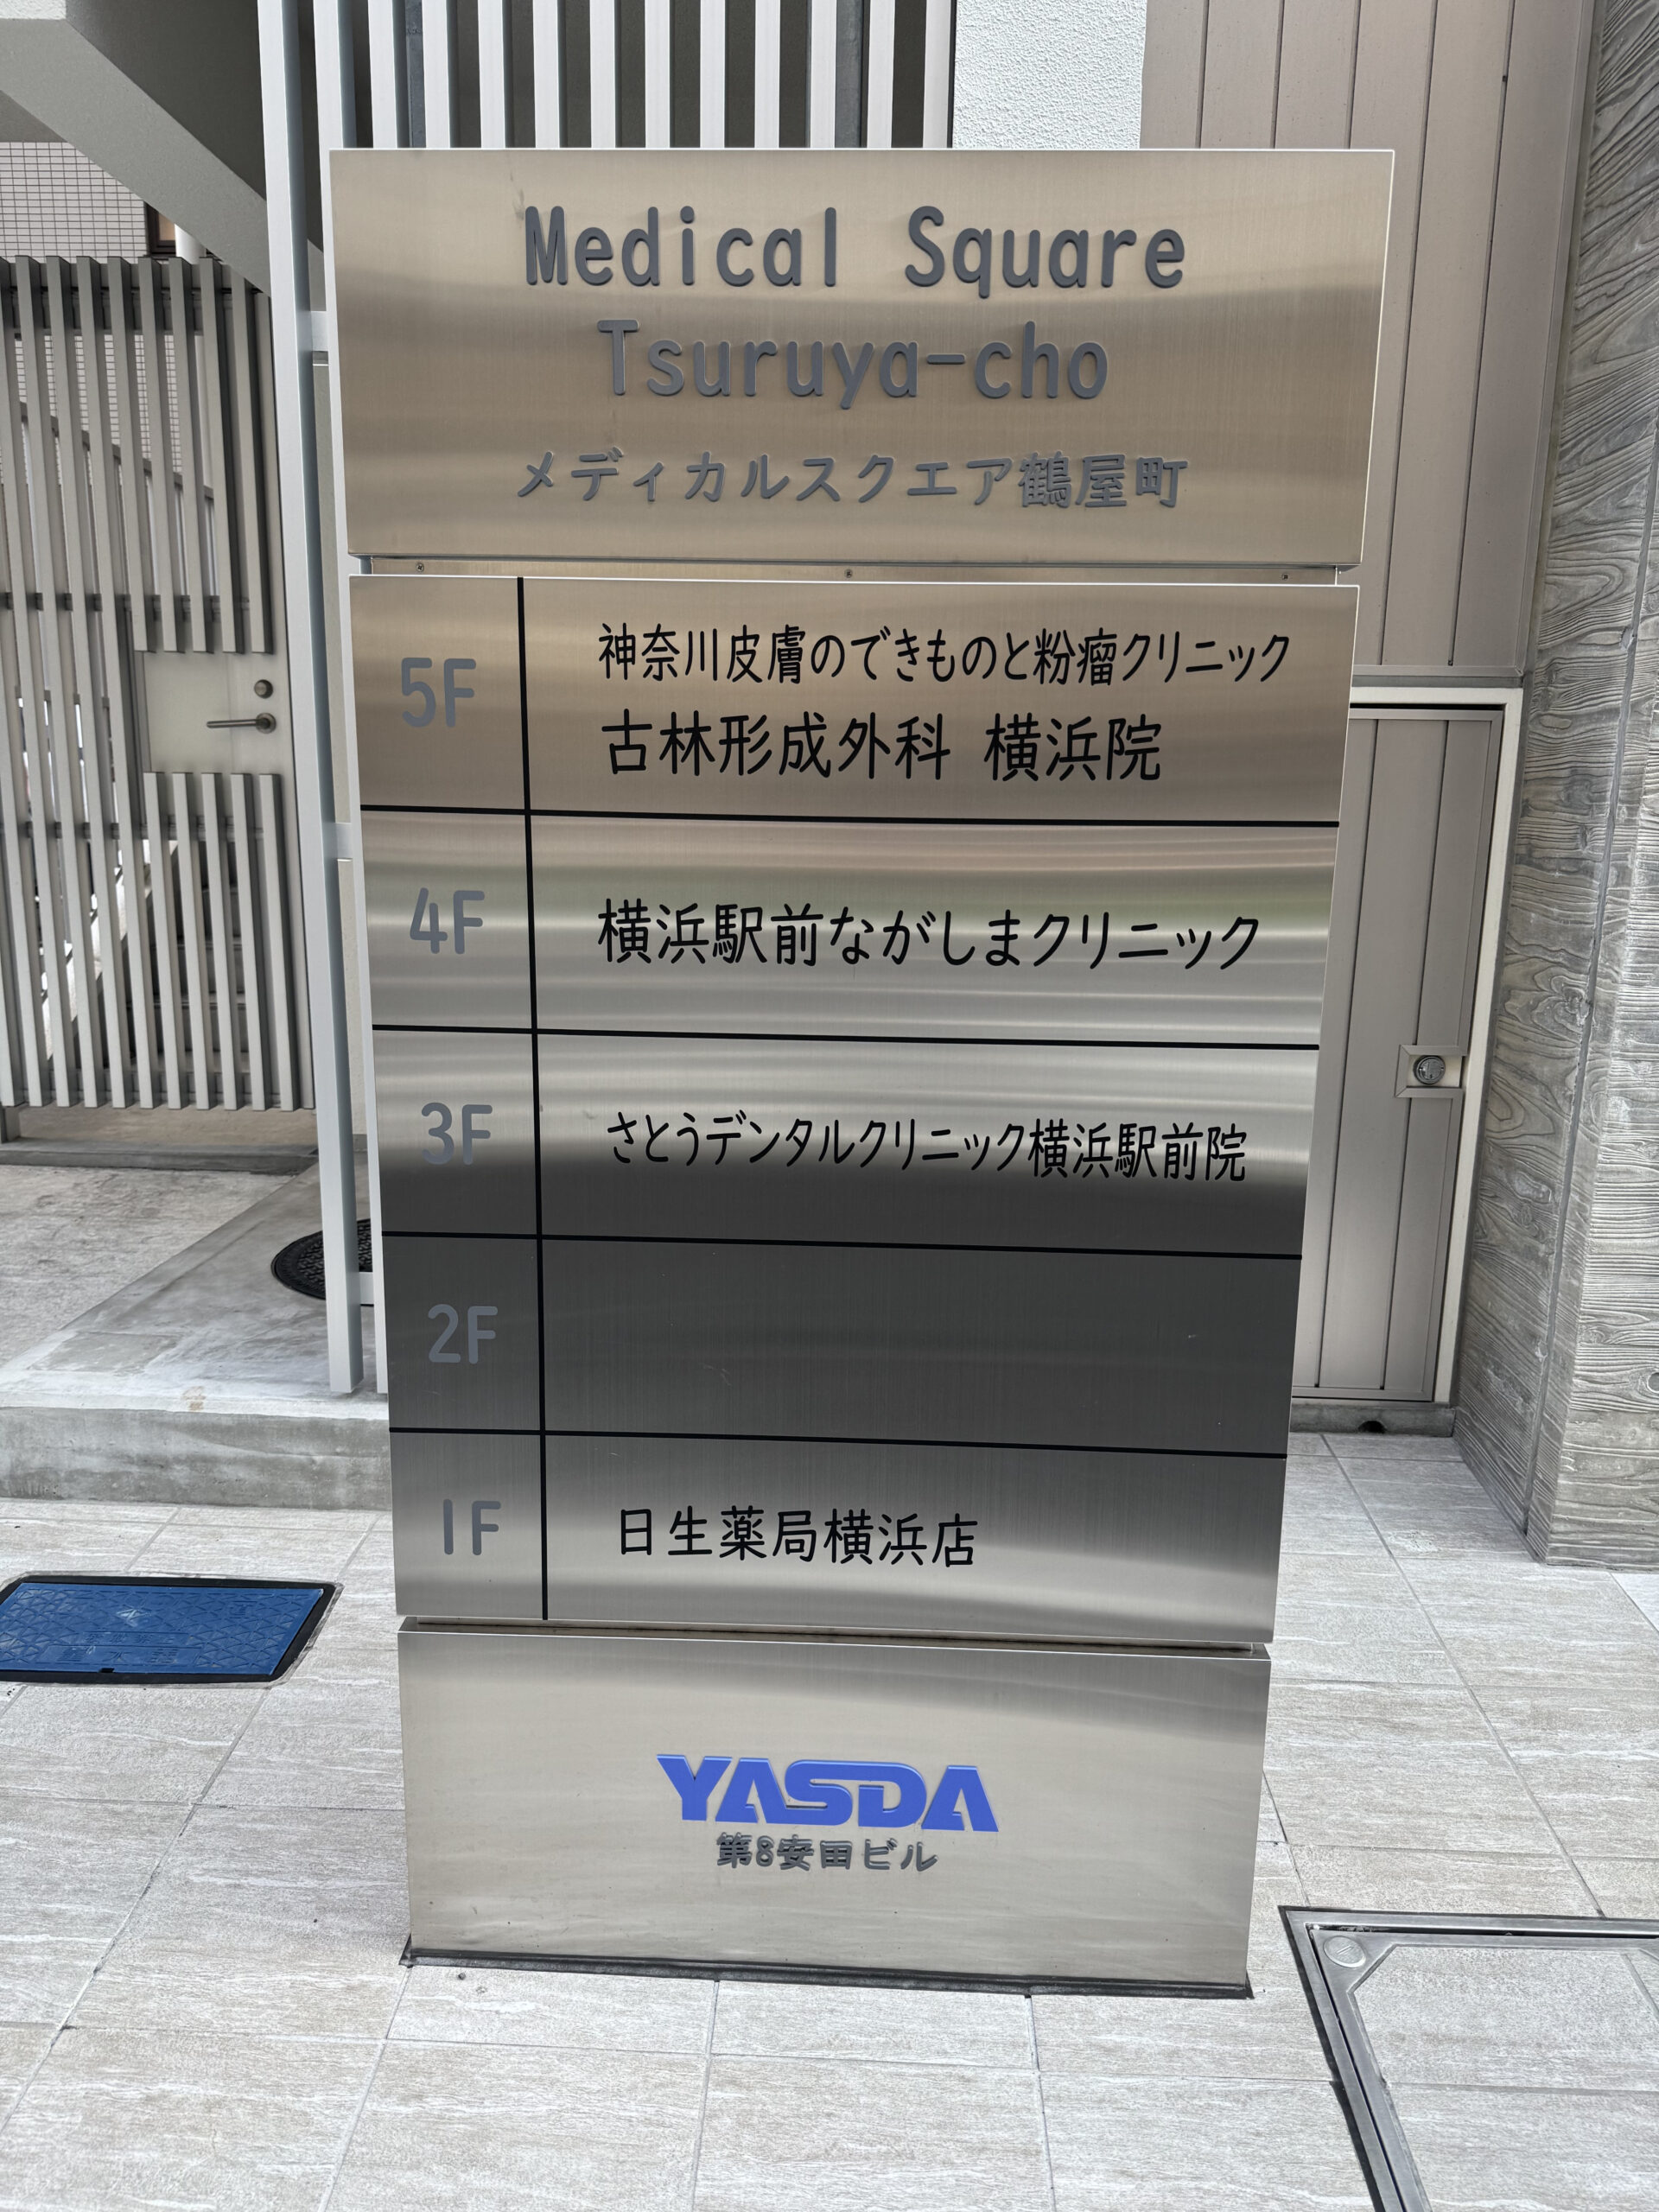 Medical Square
Tsuruya-cho
メディカルスクエア鶴屋町
5F 神奈川皮膚のできものと粉瘤クリニック
古林形成外科 横浜院
4F 横浜駅前ながしまクリニック
3F さとうデンタルクリニック横浜駅前院
2F
1F 日生薬局横浜店
YASDA
第8安田ビル